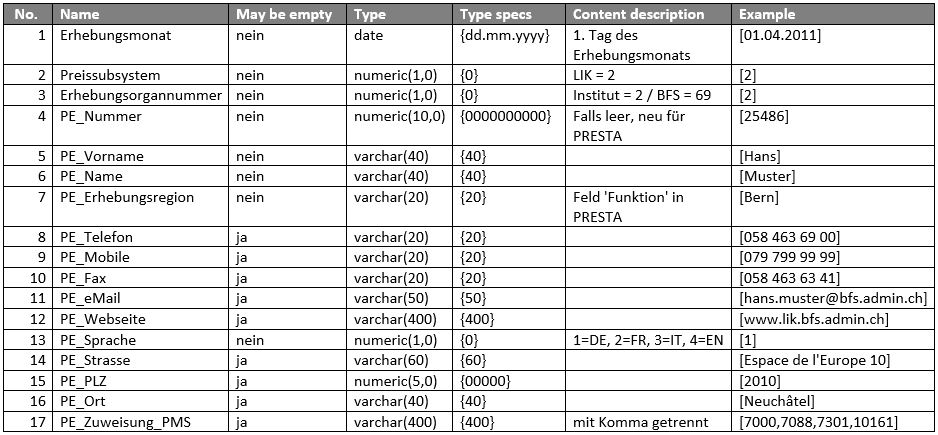 No. Name May be empty Type Type specs Content description Example
1 Erhebungsmonat nein date {dd.mm.yyyy} 1. Tag des Erhebungsmonats [01.04.2011]
2 Preissubsystem nein numeric(1,0) {0} LIK = 2 [2]
3 Erhebungsorgannummer nein numeric(1,0) {0} Institut = 2 / BFS = 69 [2]
4 PE_Nummer nein numeric(10,0) {0000000000} Falls leer, neu für PRESTA [25486]
5 PE_Vorname nein varchar(40) {40} [Hans]
6 PE_Name nein varchar(40) {40} [Muster]
7 PE_Erhebungsregion nein varchar(20) {20} Feld 'Funktion' in PRESTA [Bern]
8 PE_Telefon ja varchar(20) {20} [058 463 69 00]
9 PE_Mobile ja varchar(20) {20} [079 799 99 99]
10 PE_Fax ja varchar(20) {20} [058 463 63 41]
11 PE_eMail ja varchar(50) {50} [hans.muster@bfs.admin.ch]
12 PE_Webseite ja varchar(400) {400} [www.lik.bfs.admin.ch]
13 PE_Sprache nein numeric(1,0) {0} 1=DE, 2=FR, 3=IT, 4=EN [1]
14 PE_Strasse ja varchar(60) {60} [Espace de l'Europe 10]
15 PE_PLZ ja numeric(5,0) {00000} [2010]
16 PE_Ort ja varchar(40) {40} [Neuchâtel]
17 PE_Zuweisung_PMS ja varchar(400) {400} mit Komma getrennt [7000,7088,7301,10161]